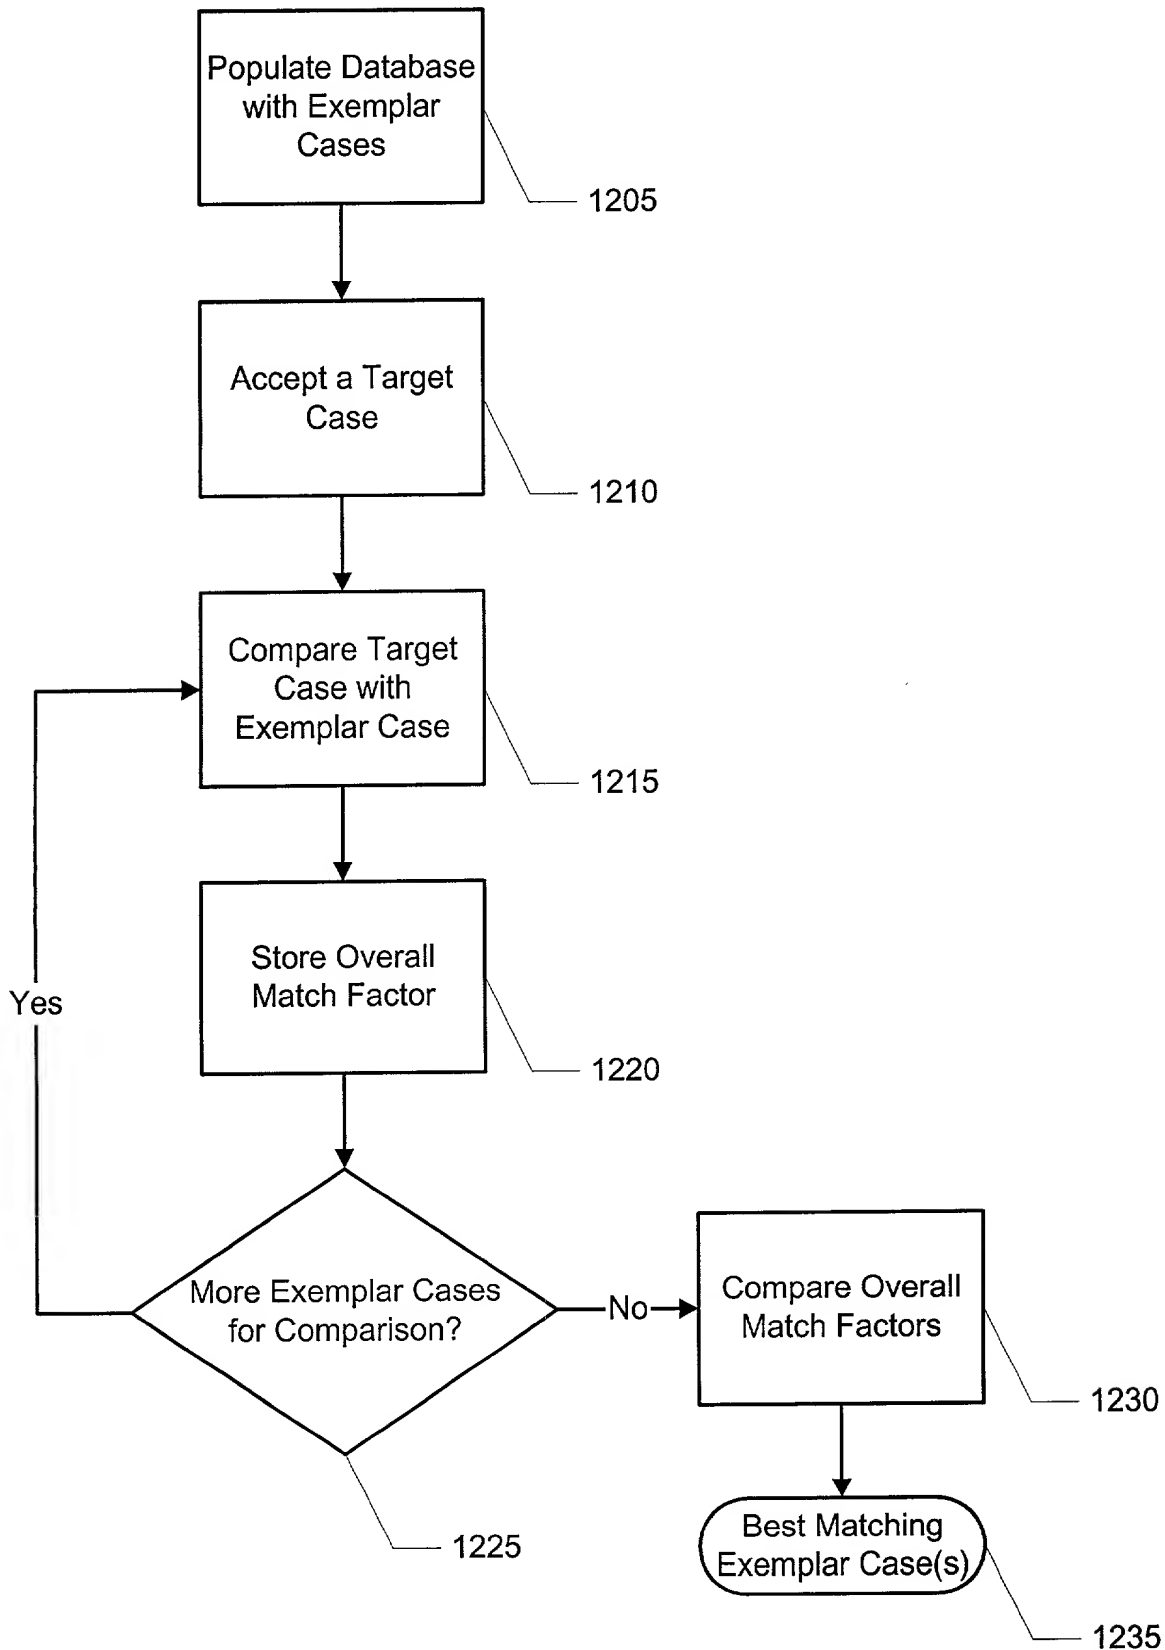 Populate Database
with Exemplar
Cases
1205
Accept a Target
Case
1210
Compare Target
Case with
Exemplar Case
1215
Store Overall
Match Factor
1220
Yes
More Exemplar Cases
for Comparison?
1225
No
Compare Overall
Match Factors
1230
Best Matching
Exemplar Case(s)
1235